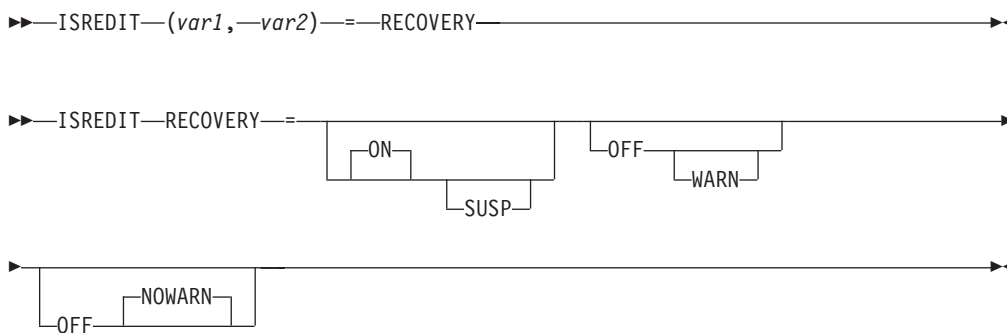 ISREDIT (var1, var2) = RECOVERY
ISREDIT RECOVERY =
ON
SUSP
OFF
WARN
OFF
NOWARN